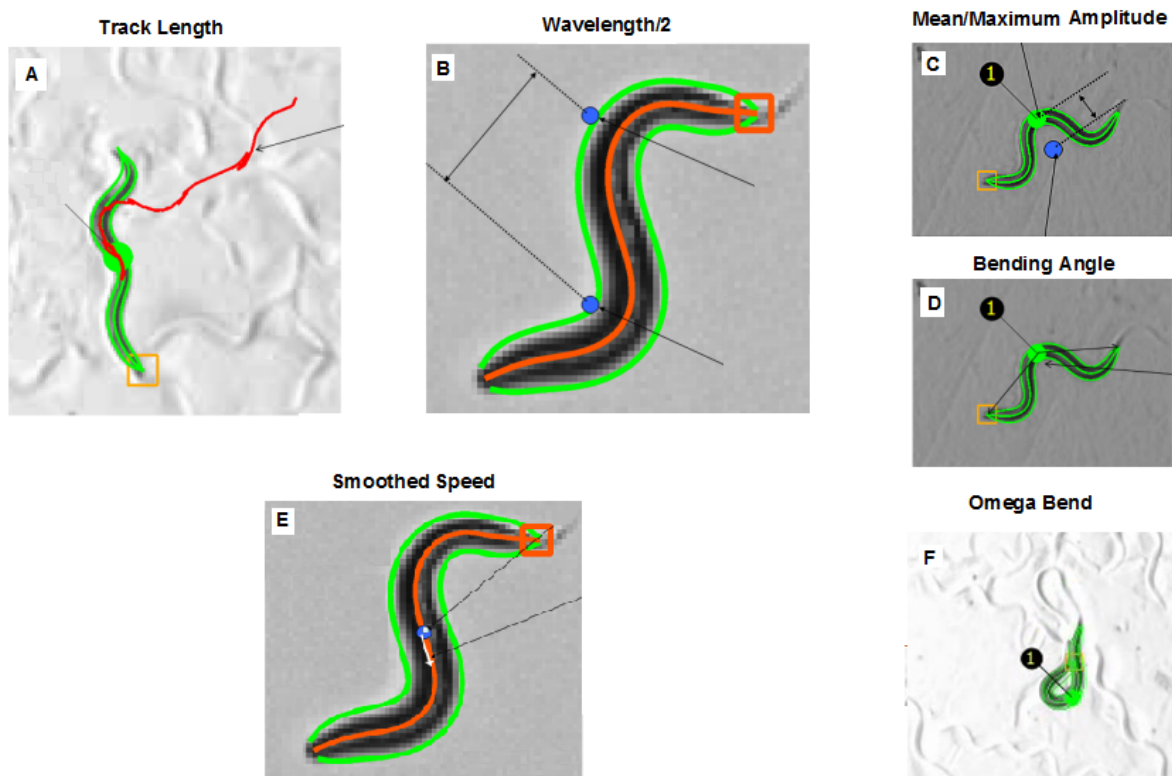 Track Length
A
Wavelength/2
B
Mean/Maximum Amplitude
C
1
Bending Angle
D
1
Smoothed Speed
E
Omega Bend
F
1